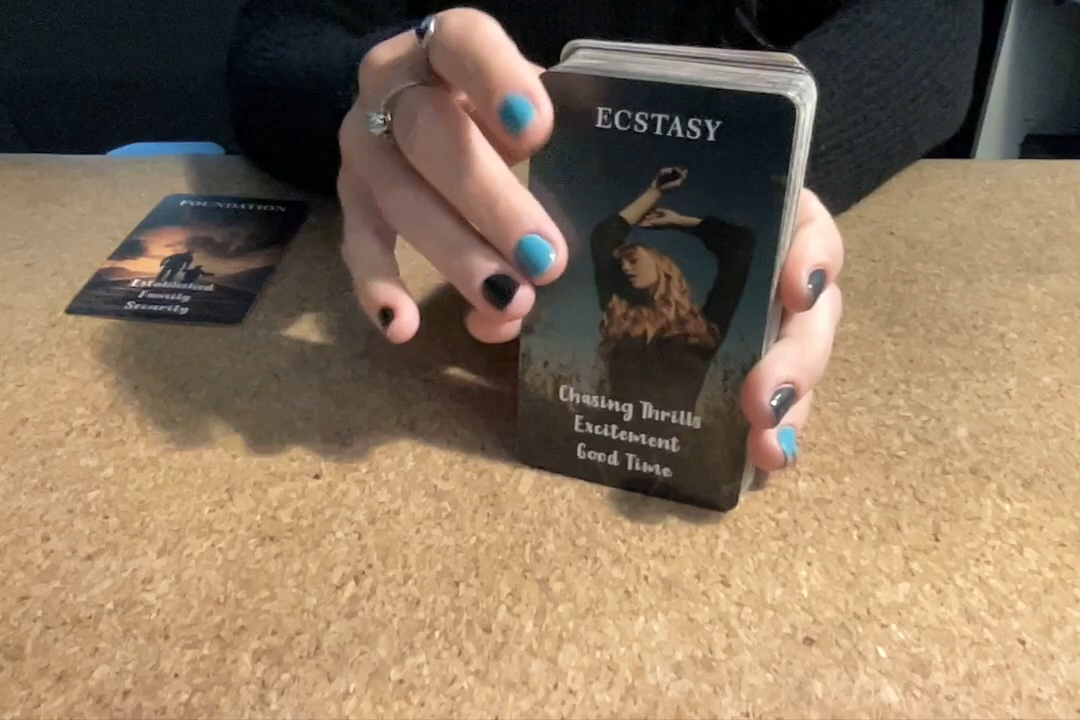 FOUNDATION
Established
Family
Security
ECSTASY
Chasing Thrills
Excitement
Good Time